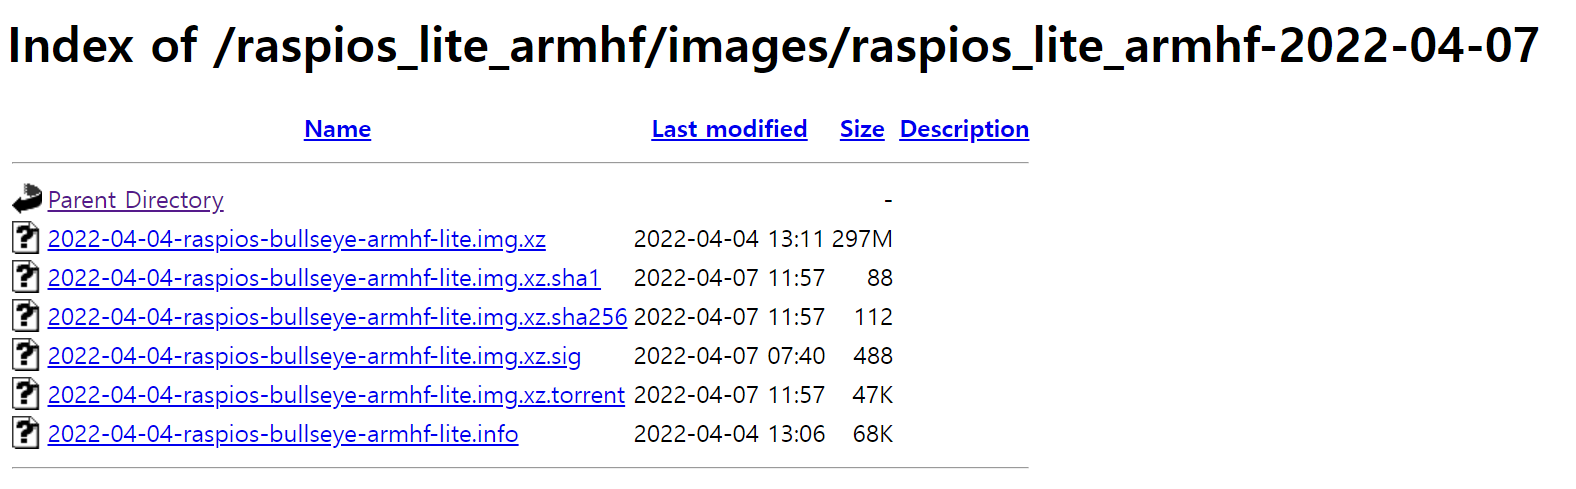 Index of /raspios_lite_armhf/images/raspios_lite_armhf-2022-04-07
Name Last modified Size Description
Parent Directory -
2022-04-04-raspios-bullseye-armhf-lite.img.xz 2022-04-04 13:11 297M
2022-04-04-raspios-bullseye-armhf-lite.img.xz.sha1 2022-04-07 11:57 88
2022-04-04-raspios-bullseye-armhf-lite.img.xz.sha256 2022-04-07 11:57 112
2022-04-04-raspios-bullseye-armhf-lite.img.xz.sig 2022-04-07 07:40 488
2022-04-04-raspios-bullseye-armhf-lite.img.xz.torrent 2022-04-07 11:57 47K
2022-04-04-raspios-bullseye-armhf-lite.info 2022-04-04 13:06 68K